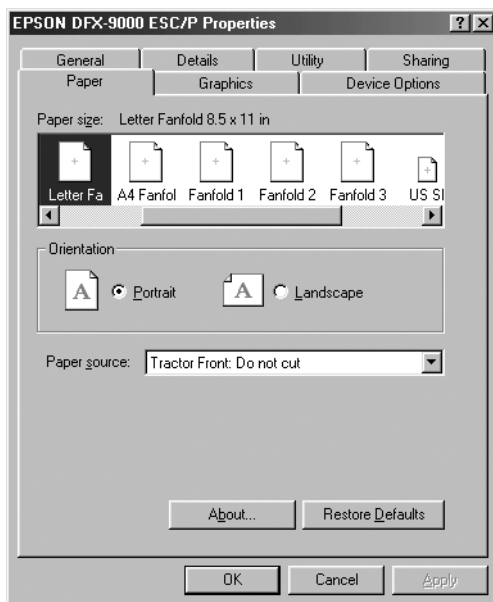 EPSON DFX-9000 ESC/P Properties ? ×
General Details Utility Sharing
Paper Graphics Device Options
Paper size: Letter Fanfold 8.5 x 11 in
Letter Fa A4 Fanfol Fanfold 1 Fanfold 2 Fanfold 3 US SI
Orientation
A Portrait A Landscape
Paper source: Tractor Front: Do not cut
About... Restore Defaults
OK Cancel Apply